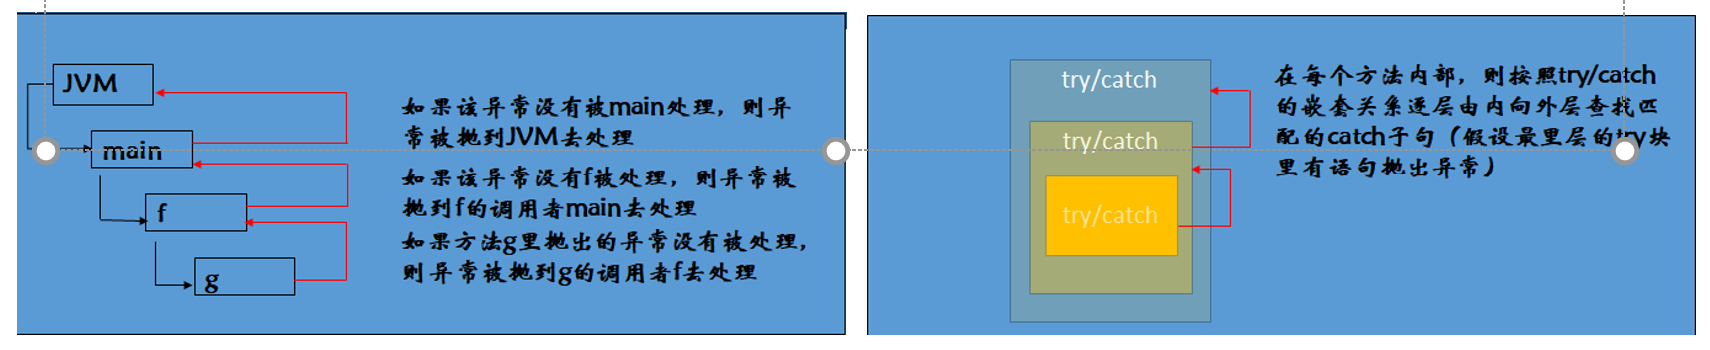 JVM
main
f
g
如果该异常没有被main处理，则异
常被抛到JVM去处理
如果该异常没有f被处理，则异常被
抛到f的调用者main去处理
如果方法g里抛出的异常没有被处理，
则异常被抛到g的调用者f去处理
try/catch
try/catch
try/catch
在每个方法内部，则按照try/catch
的嵌套关系逐层由内向外层查找匹
配的catch子句（假设最里层的try块
里有语句抛出异常）